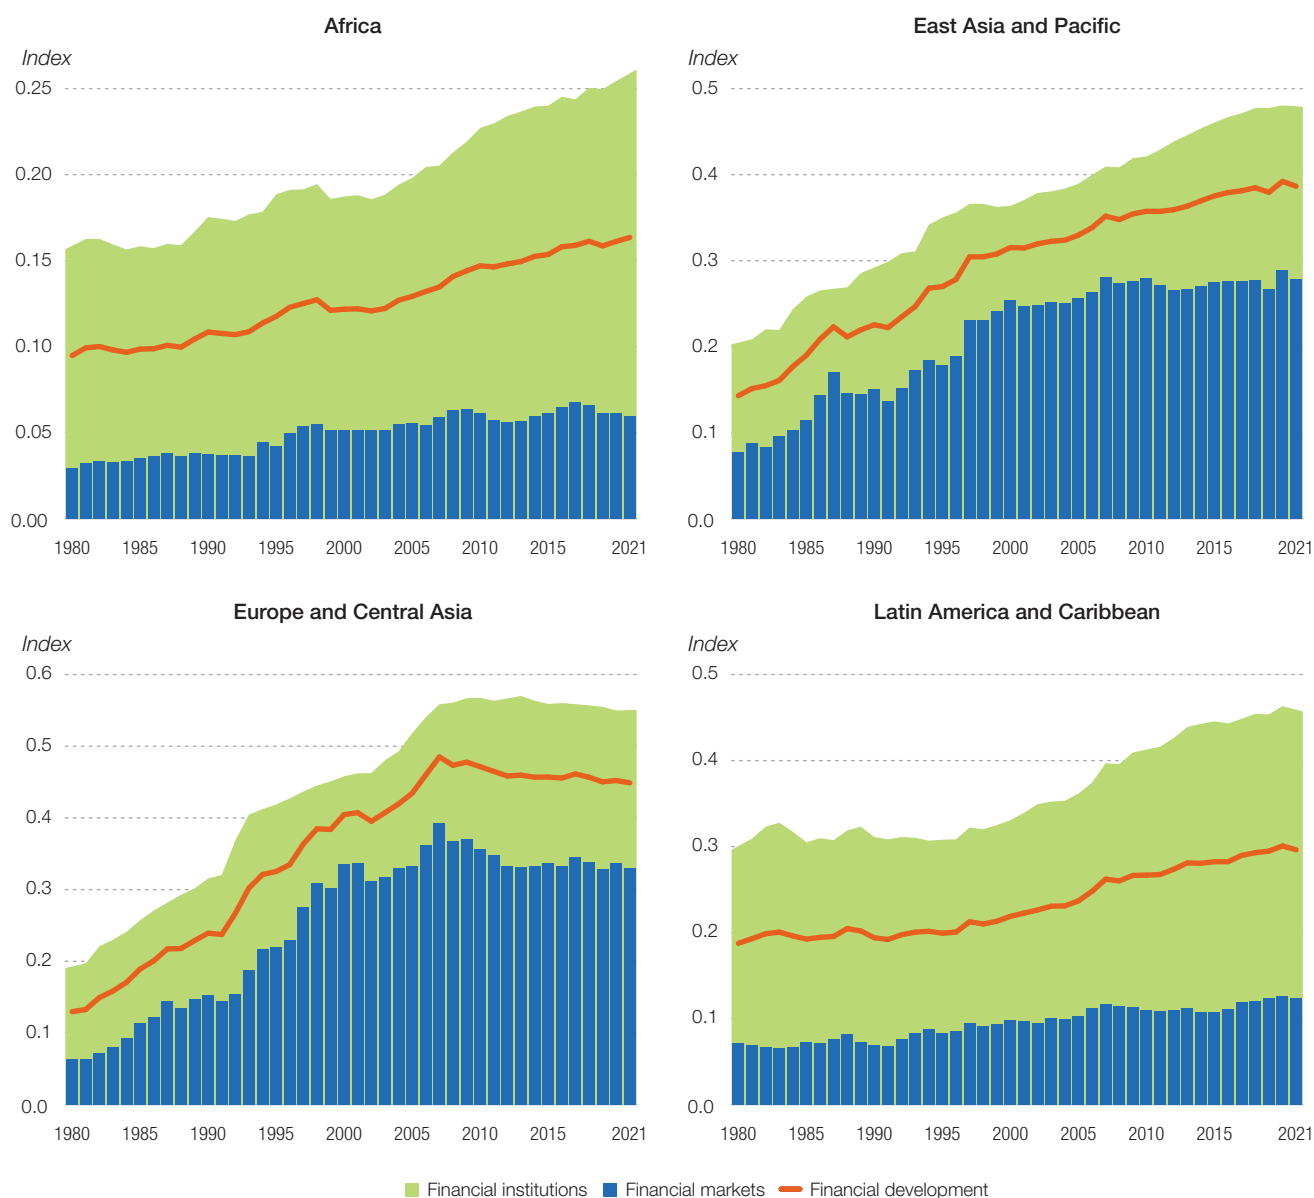 Africa
Index
0.25
0.20
0.15
0.10
0.05
0.00
1980 1985 1990 1995 2000 2005 2010 2015 2021
East Asia and Pacific
Index
0.5
0.4
0.3
0.2
0.1
0.0
1980 1985 1990 1995 2000 2005 2010 2015 2021
Europe and Central Asia
Index
0.6
0.5
0.4
0.3
0.2
0.1
0.0
1980 1985 1990 1995 2000 2005 2010 2015 2021
Latin America and Caribbean
Index
0.5
0.4
0.3
0.2
0.1
0.0
1980 1985 1990 1995 2000 2005 2010 2015 2021
Financial institutions Financial markets Financial development